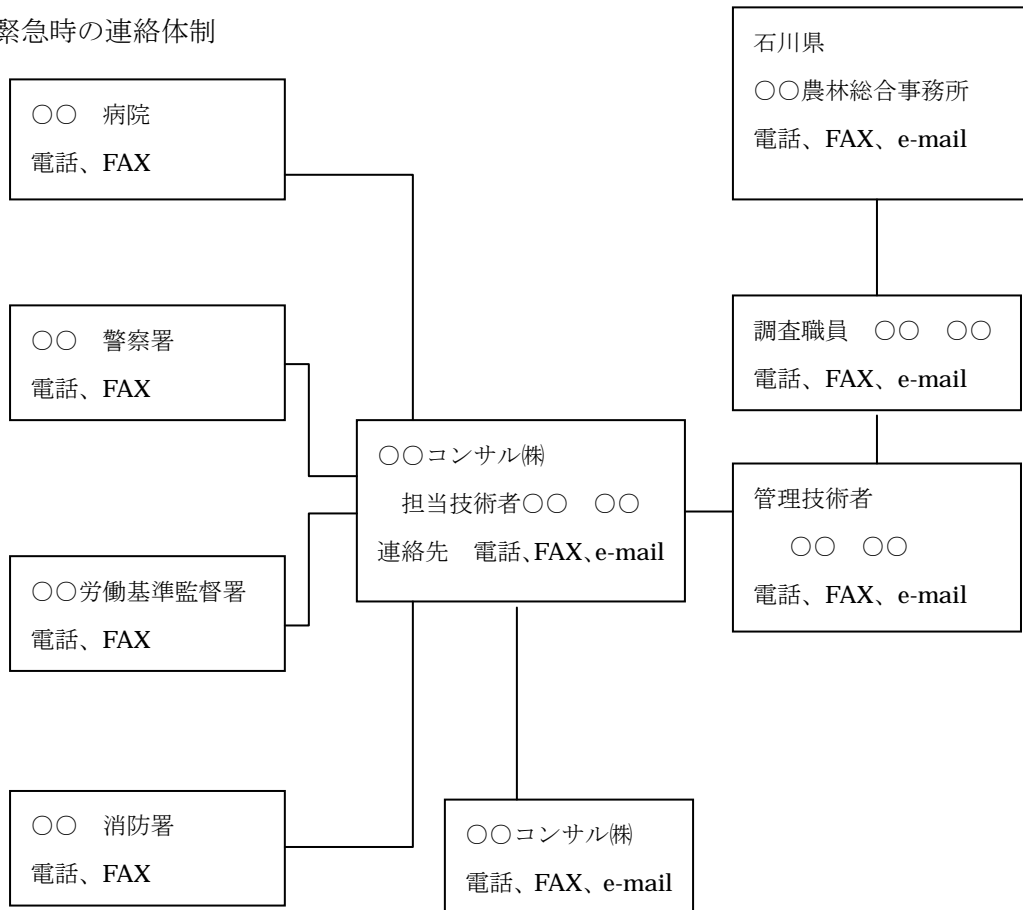 緊急時の連絡体制
石川県
○○農林総合事務所
電話、FAX、e-mail
○○　病院
電話、FAX
○○　警察署
電話、FAX
調査職員　○○　○○
電話、FAX、e-mail
○○コンサル㈱
担当技術者○○　○○
連絡先　電話、FAX、e-mail
管理技術者
○○　○○
電話、FAX、e-mail
○○労働基準監督署
電話、FAX
○○　消防署
電話、FAX
○○コンサル㈱
電話、FAX、e-mail